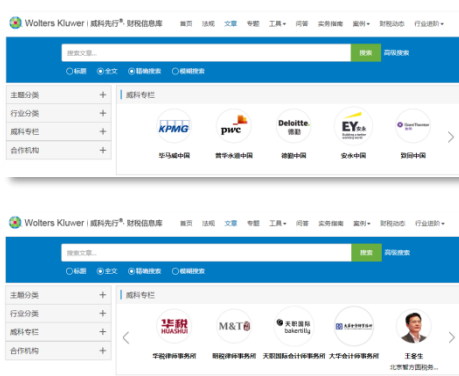 Wolters Kluwer | 威科先行®· 财税信息库 首页 法规 文章 专题 工具 问答 实务指南 案例 财税动态 行业进阶
搜索文章... 搜索 高级搜索
标题 全文 精确搜索 模糊搜索
主题分类 +
行业分类 +
威科专栏 +
合作机构 +
威科专栏
KPMG pwc Deloitte. 德勤 EY安永 Grant Thornton 致同
毕马威中国 普华永道中国 德勤中国 安永中国 致同中国
Wolters Kluwer | 威科先行®· 财税信息库 首页 法规 文章 专题 工具 问答 实务指南 案例 财税动态 行业进阶
搜索文章... 搜索 高级搜索
标题 全文 精确搜索 模糊搜索
主题分类 +
行业分类 +
威科专栏 +
合作机构 +
威科专栏
华税 HUASHUI M&T 天职国际 bakertilly
华税律师事务所 明税律师事务所 天职国际会计师事务所 大华会计师事务所 王冬生
北京智方圆税务...